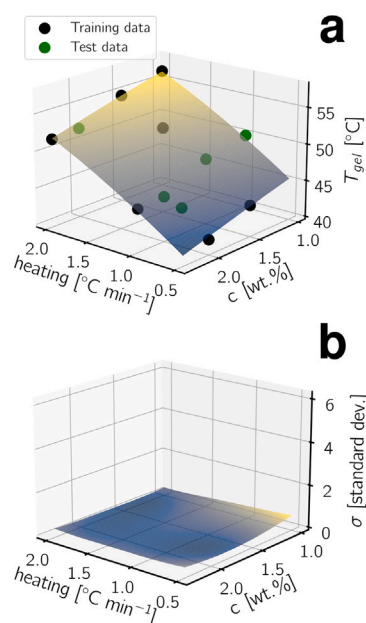 Training data
Test data
a
55
50
45
40
T_gel [°C]
2.0
1.5
1.0
0.5
heating [°C min⁻¹]
2.0
1.5
1.0
c [wt.%]
b
6
4
2
0
σ [standard dev.]
2.0
1.5
1.0
0.5
heating [°C min⁻¹]
2.0
1.5
1.0
c [wt.%]